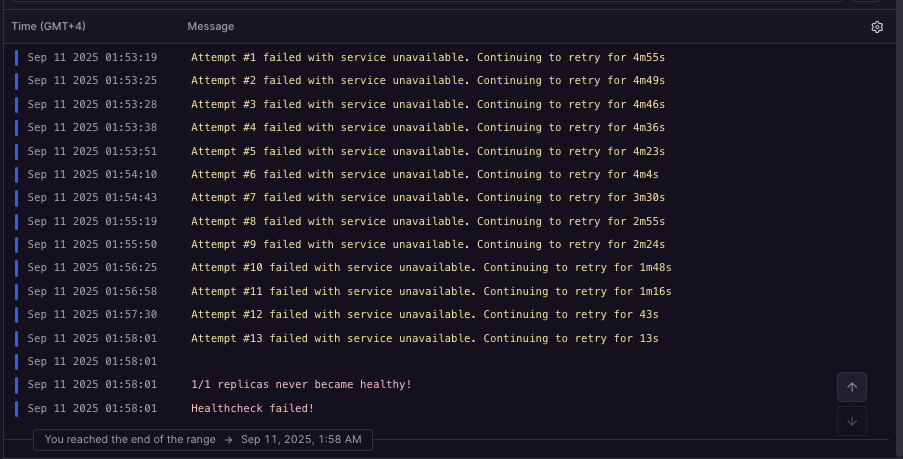 Time (GMT+4) Message
Sep 11 2025 01:53:19 Attempt #1 failed with service unavailable. Continuing to retry for 4m55s
Sep 11 2025 01:53:25 Attempt #2 failed with service unavailable. Continuing to retry for 4m49s
Sep 11 2025 01:53:28 Attempt #3 failed with service unavailable. Continuing to retry for 4m46s
Sep 11 2025 01:53:38 Attempt #4 failed with service unavailable. Continuing to retry for 4m36s
Sep 11 2025 01:53:51 Attempt #5 failed with service unavailable. Continuing to retry for 4m23s
Sep 11 2025 01:54:10 Attempt #6 failed with service unavailable. Continuing to retry for 4m4s
Sep 11 2025 01:54:43 Attempt #7 failed with service unavailable. Continuing to retry for 3m30s
Sep 11 2025 01:55:19 Attempt #8 failed with service unavailable. Continuing to retry for 2m55s
Sep 11 2025 01:55:50 Attempt #9 failed with service unavailable. Continuing to retry for 2m24s
Sep 11 2025 01:56:25 Attempt #10 failed with service unavailable. Continuing to retry for 1m48s
Sep 11 2025 01:56:58 Attempt #11 failed with service unavailable. Continuing to retry for 1m16s
Sep 11 2025 01:57:30 Attempt #12 failed with service unavailable. Continuing to retry for 43s
Sep 11 2025 01:58:01 Attempt #13 failed with service unavailable. Continuing to retry for 13s
Sep 11 2025 01:58:01
Sep 11 2025 01:58:01 1/1 replicas never became healthy!
Sep 11 2025 01:58:01 Healthcheck failed!
You reached the end of the range → Sep 11, 2025, 1:58 AM